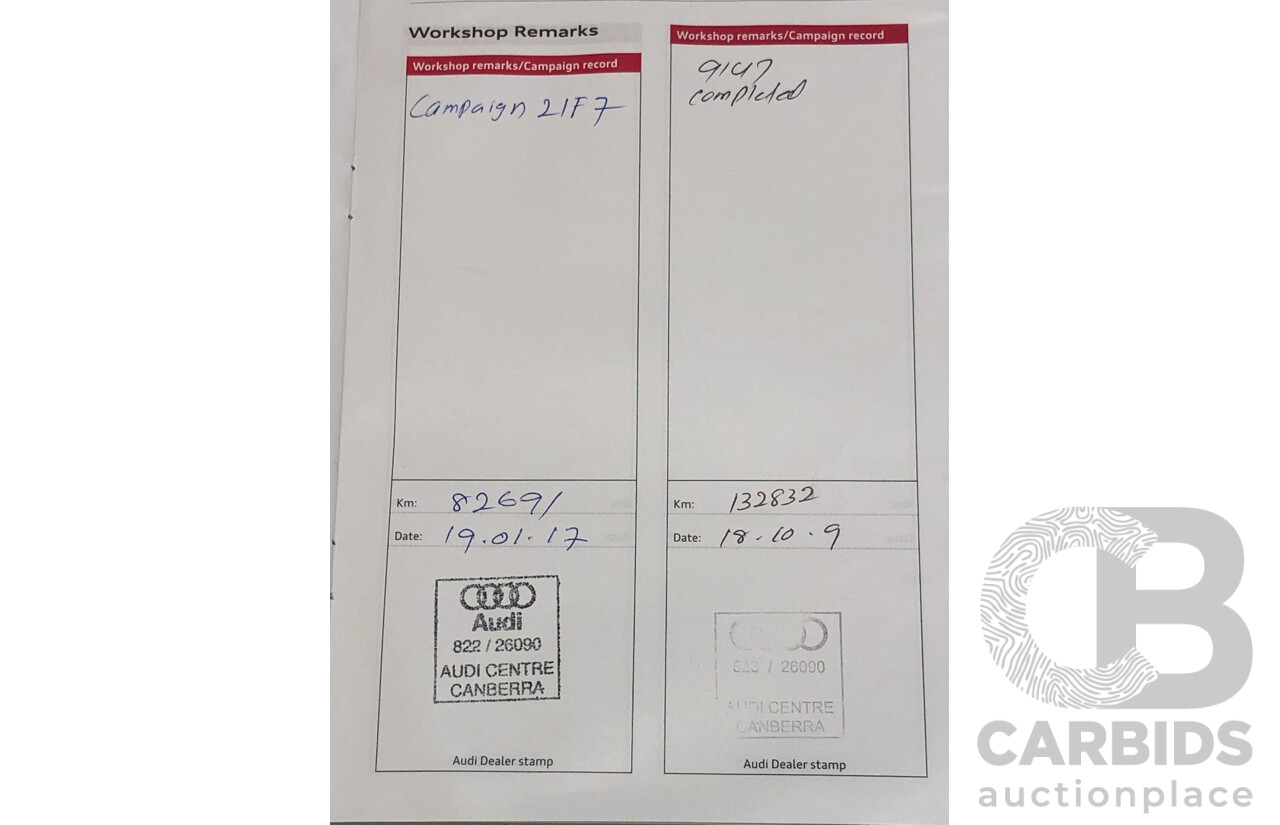 Workshop Remarks
Workshop remarks/Campaign record
Campaign 21F7
Km: 82691
Date: 19.01.17
Audi
822 / 26090
AUDI CENTRE
CANBERRA
Audi Dealer stamp
Workshop remarks/Campaign record
completed
Km: 132832
Date: 18.10.9
/ 26090
AUDI CENTRE
CANBERRA
Audi Dealer stamp
CB
CARBIDS
auctionplace